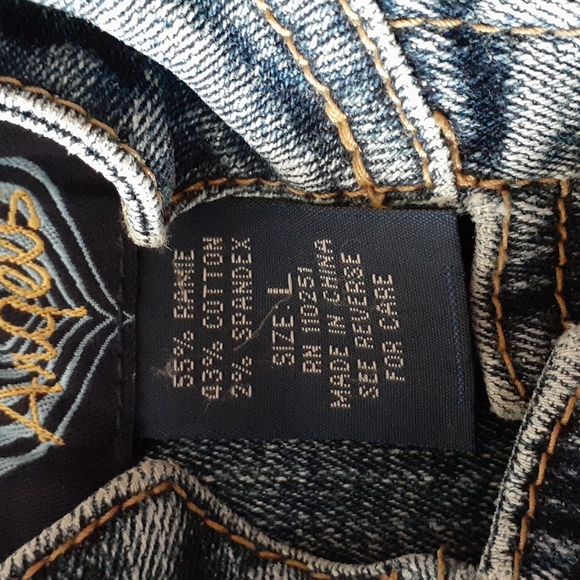 55% RAMIE
43% COTTON
2% SPANDEX
SIZE: L
RN 110251
MADE IN CHINA
SEE REVERSE
FOR CARE